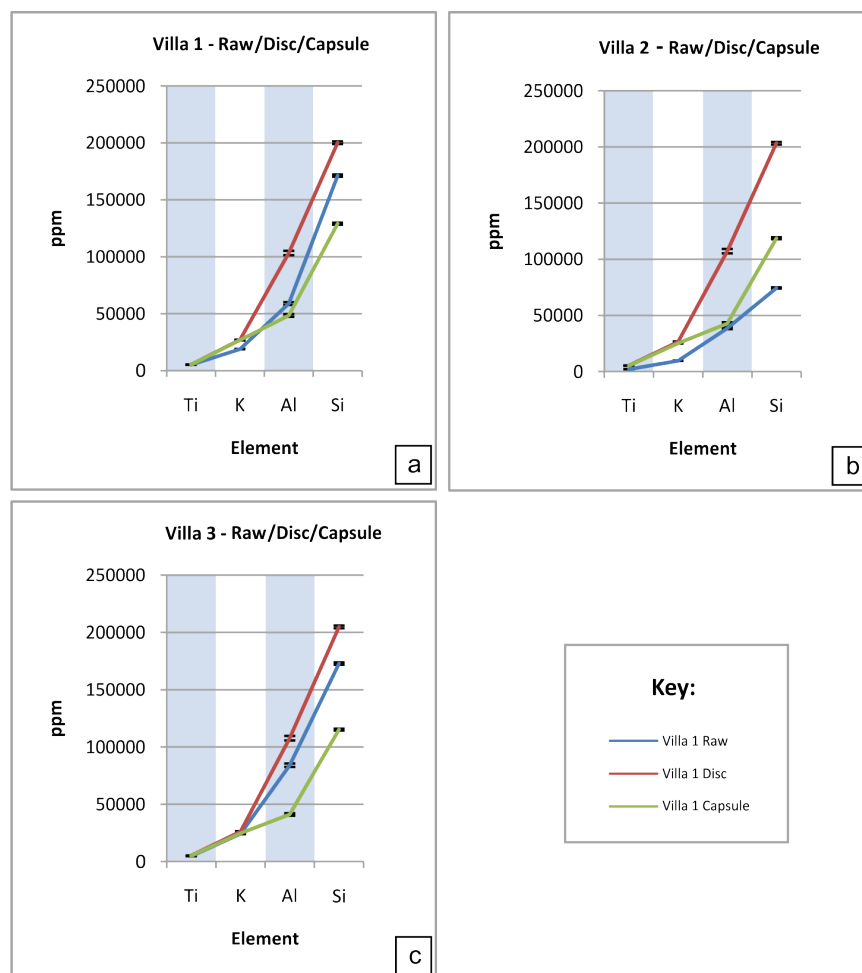 Villa 1 - Raw/Disc/Capsule
250000
200000
150000
100000
50000
0
ppm
Ti K Al Si
Element
a
Villa 2 - Raw/Disc/Capsule
250000
200000
150000
100000
50000
0
ppm
Ti K Al Si
Element
b
Villa 3 - Raw/Disc/Capsule
250000
200000
150000
100000
50000
0
ppm
Ti K Al Si
Element
c
Key:
Villa 1 Raw
Villa 1 Disc
Villa 1 Capsule